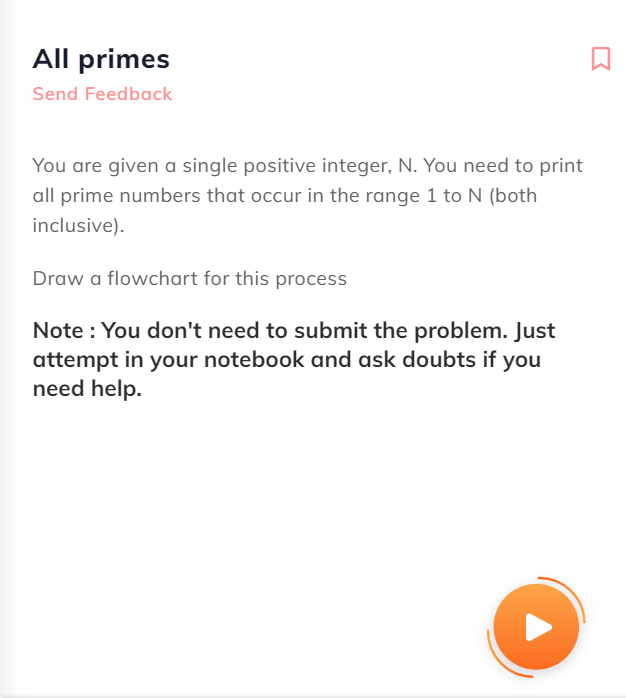 All primes
Send Feedback
You are given a single positive integer, N. You need to print
all prime numbers that occur in the range 1 to N (both
inclusive).
Draw a flowchart for this process
Note : You don't need to submit the problem. Just
attempt in your notebook and ask doubts if you
need help.